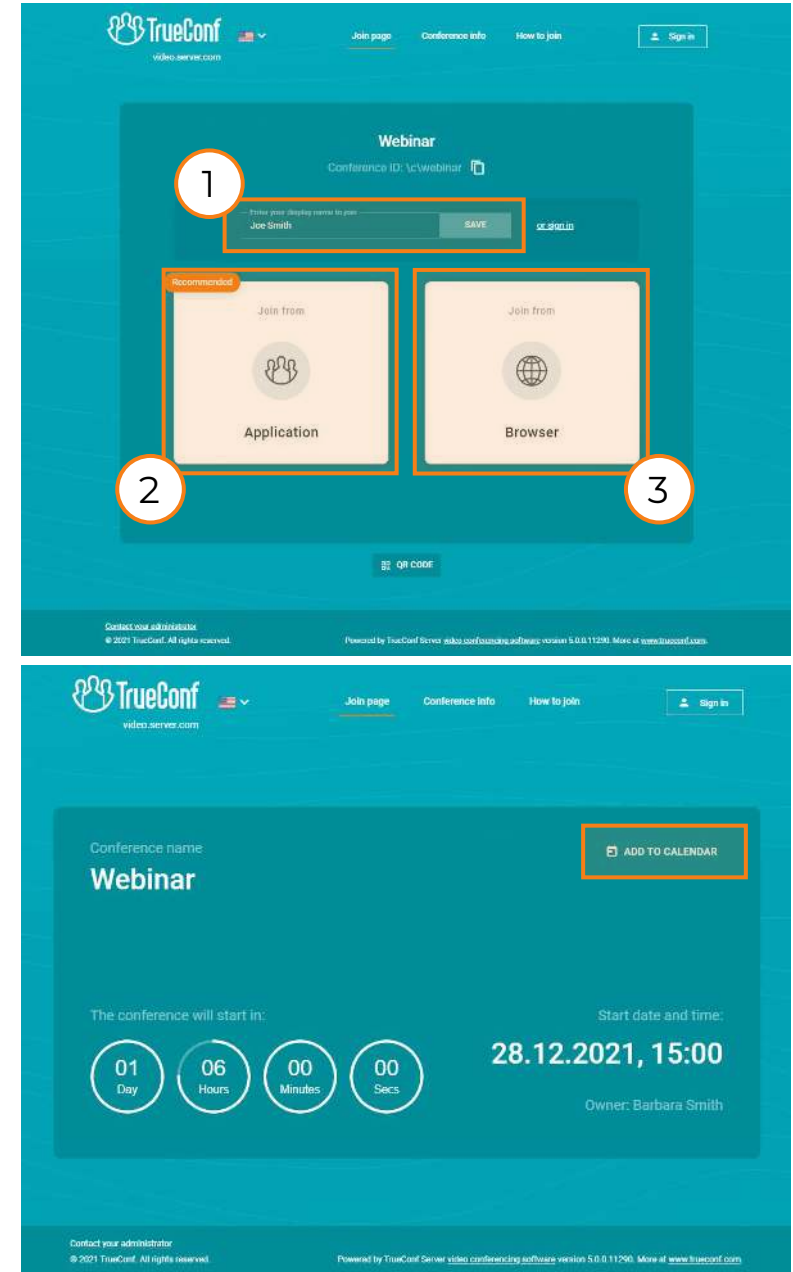 TrueConf
video.server.com
Join page Conference info How to join Sign in
Webinar
Conference ID: \c\webinar
1
Enter your display name to join
Joe Smith SAVE or sign in
Recommended
Join from Join from
Application Browser
2 3
QR CODE
Contact your administrator
© 2021 TrueConf. All rights reserved. Powered by TrueConf Server video conferencing software version 5.0.0.11290. More at www.trueconf.com.
TrueConf
video.server.com
Join page Conference info How to join Sign in
Conference name
Webinar
ADD TO CALENDAR
The conference will start in:
Start date and time:
01 06 00 00
Day Hours Minutes Secs
28.12.2021, 15:00
Owner: Barbara Smith
Contact your administrator
© 2021 TrueConf. All rights reserved. Powered by TrueConf Server video conferencing software version 5.0.0.11290. More at www.trueconf.com